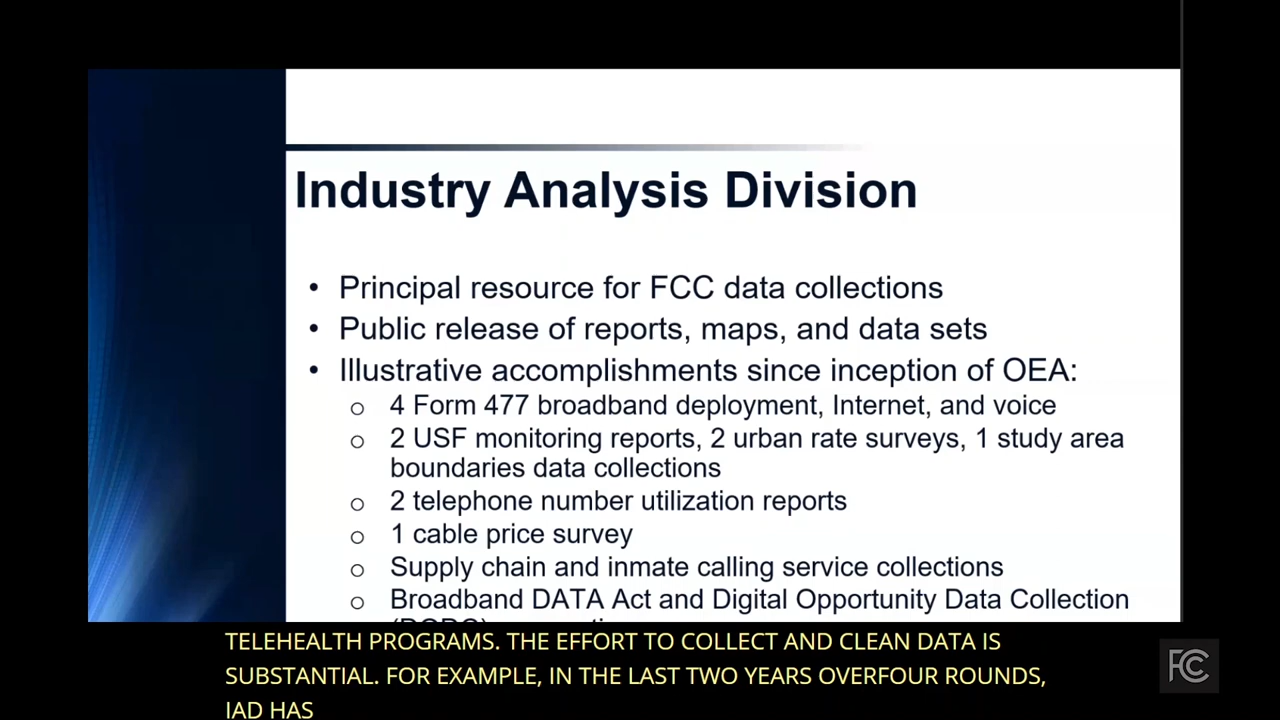 Industry Analysis Division
• Principal resource for FCC data collections
• Public release of reports, maps, and data sets
• Illustrative accomplishments since inception of OEA:
o 4 Form 477 broadband deployment, Internet, and voice
o 2 USF monitoring reports, 2 urban rate surveys, 1 study area
boundaries data collections
o 2 telephone number utilization reports
o 1 cable price survey
o Supply chain and inmate calling service collections
o Broadband DATA Act and Digital Opportunity Data Collection
TELEHEALTH PROGRAMS. THE EFFORT TO COLLECT AND CLEAN DATA IS
SUBSTANTIAL. FOR EXAMPLE, IN THE LAST TWO YEARS OVERFOUR ROUNDS,
IAD HAS
FCC